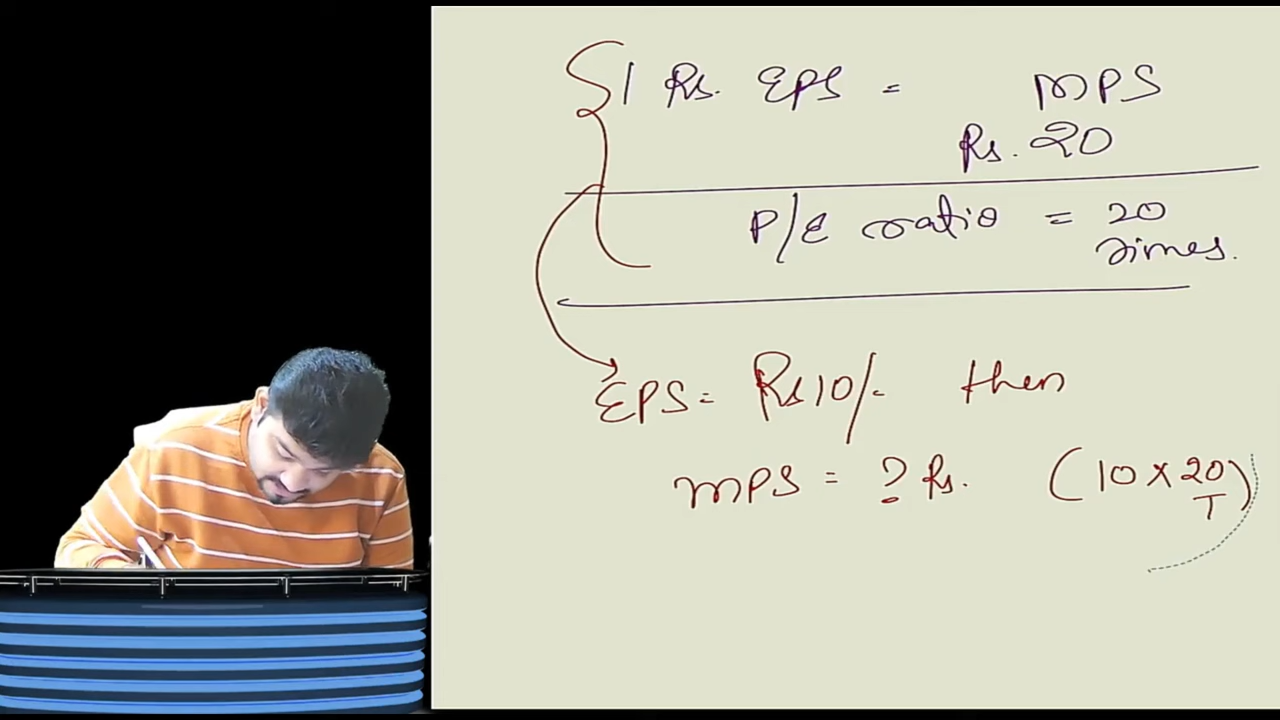 1 Rs. EPS = MPS
Rs. 20
P/E ratio = 20
times.
EPS = Rs 10/- then
MPS = ? Rs. (10 × 20)
T